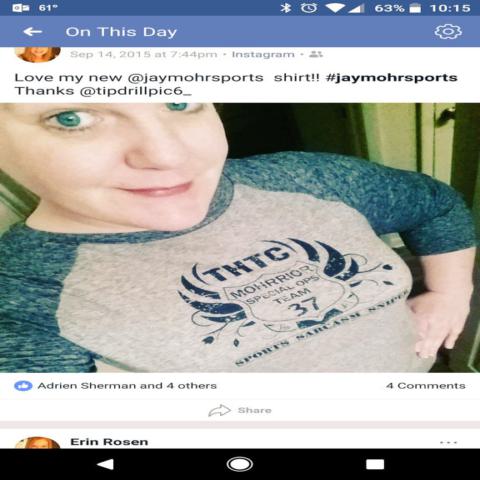 61°
63%
10:15
On This Day
Sep 14, 2015 at 7:44pm • Instagram •
Love my new @jaymohrsports shirt!! #jaymohrsports
Thanks @tipdrillpic6_
THTC
MOHRRIOR
SPECIAL OPS
TEAM
37
SPORTS SARCASM SNIPE
Adrien Sherman and 4 others
4 Comments
Share
Erin Rosen